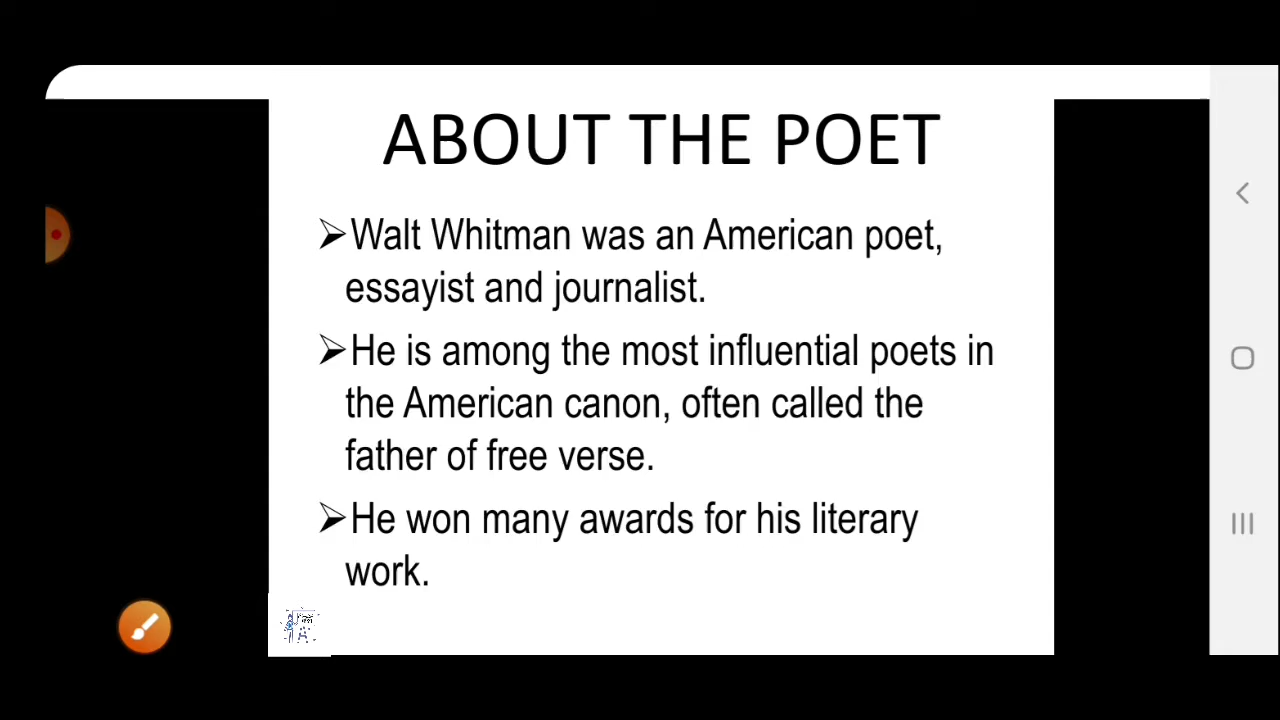 ABOUT THE POET
➢Walt Whitman was an American poet,
essayist and journalist.
➢He is among the most influential poets in
the American canon, often called the
father of free verse.
➢He won many awards for his literary
work.